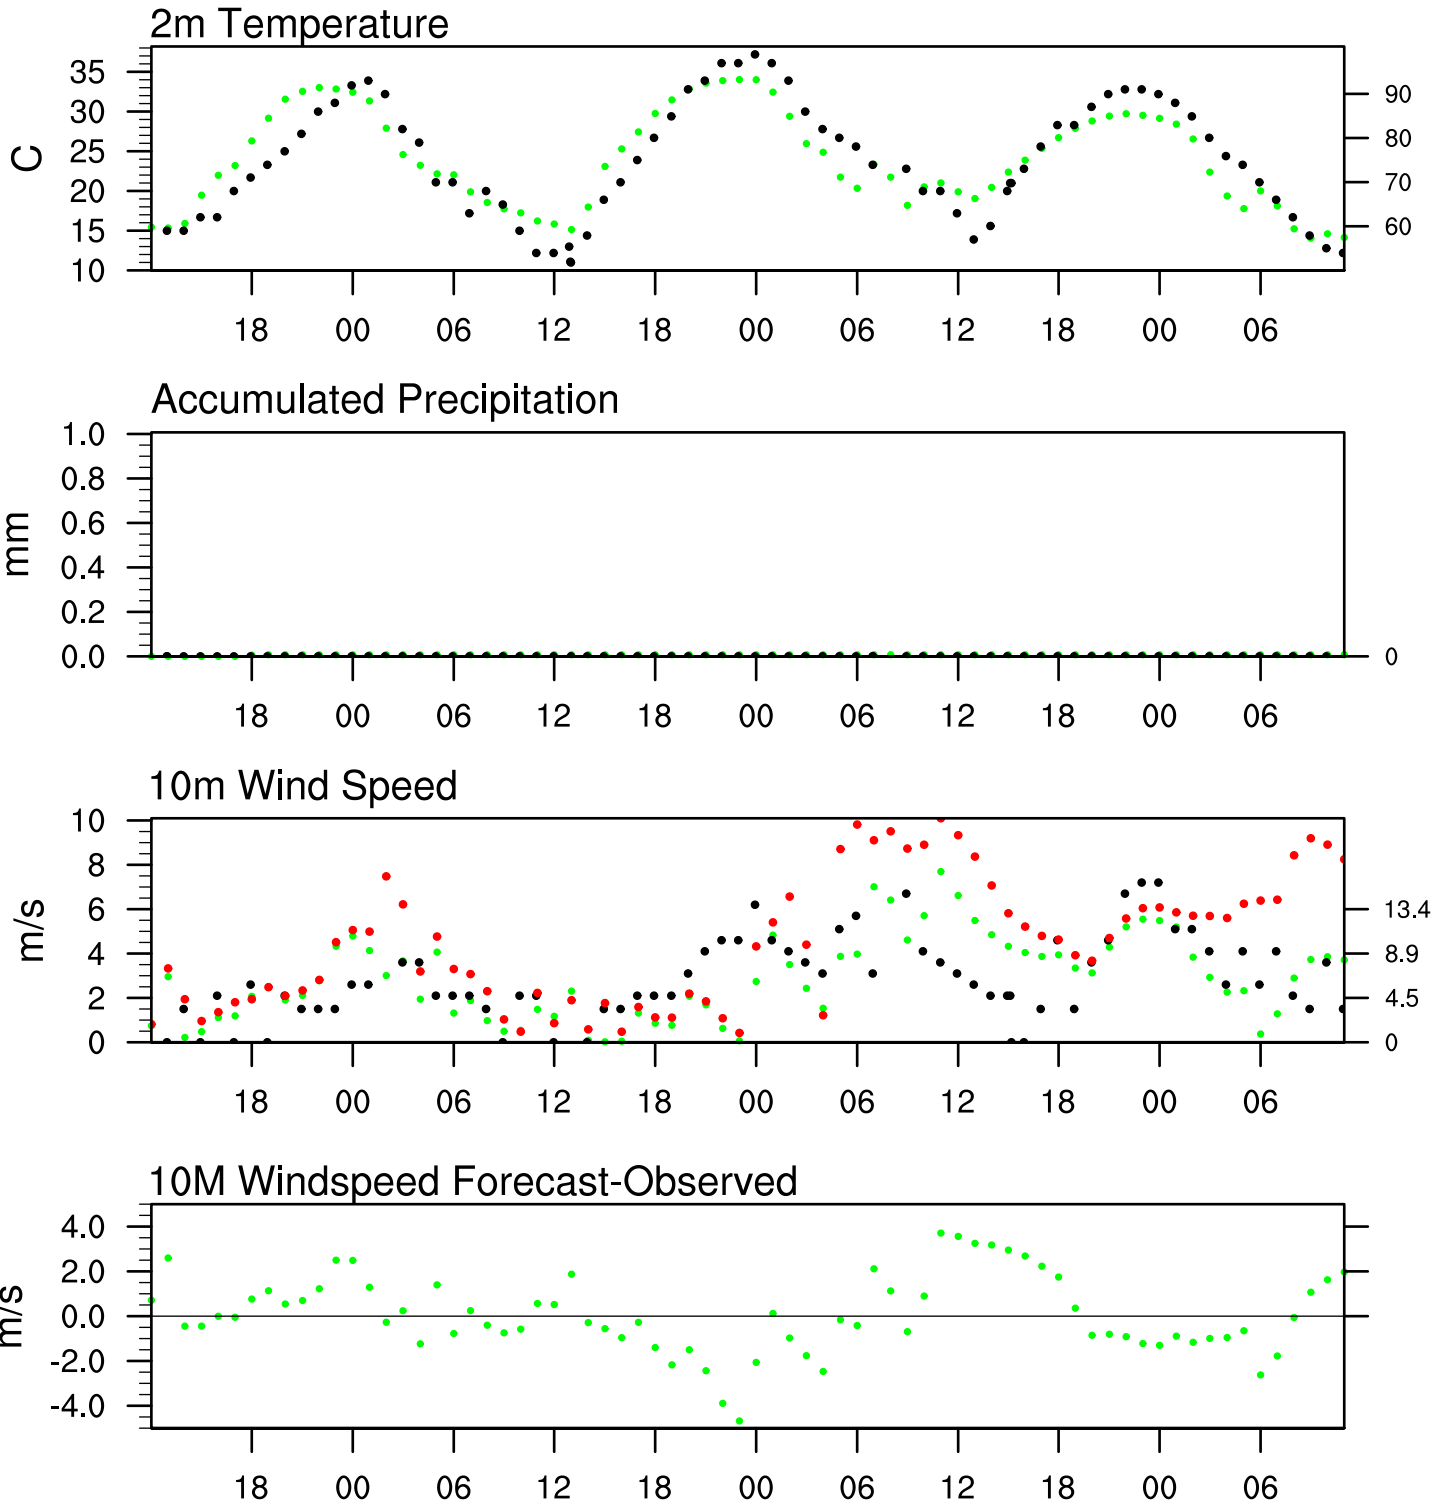 2m Temperature
C
35
30
25
20
15
10
90
80
70
60
18 00 06 12 18 00 06 12 18 00 06
Accumulated Precipitation
mm
1.0
0.8
0.6
0.4
0.2
0.0
0
18 00 06 12 18 00 06 12 18 00 06
10m Wind Speed
m/s
10
8
6
4
2
0
13.4
8.9
4.5
0
18 00 06 12 18 00 06 12 18 00 06
10M Windspeed Forecast-Observed
m/s
4.0
2.0
0.0
-2.0
-4.0
18 00 06 12 18 00 06 12 18 00 06